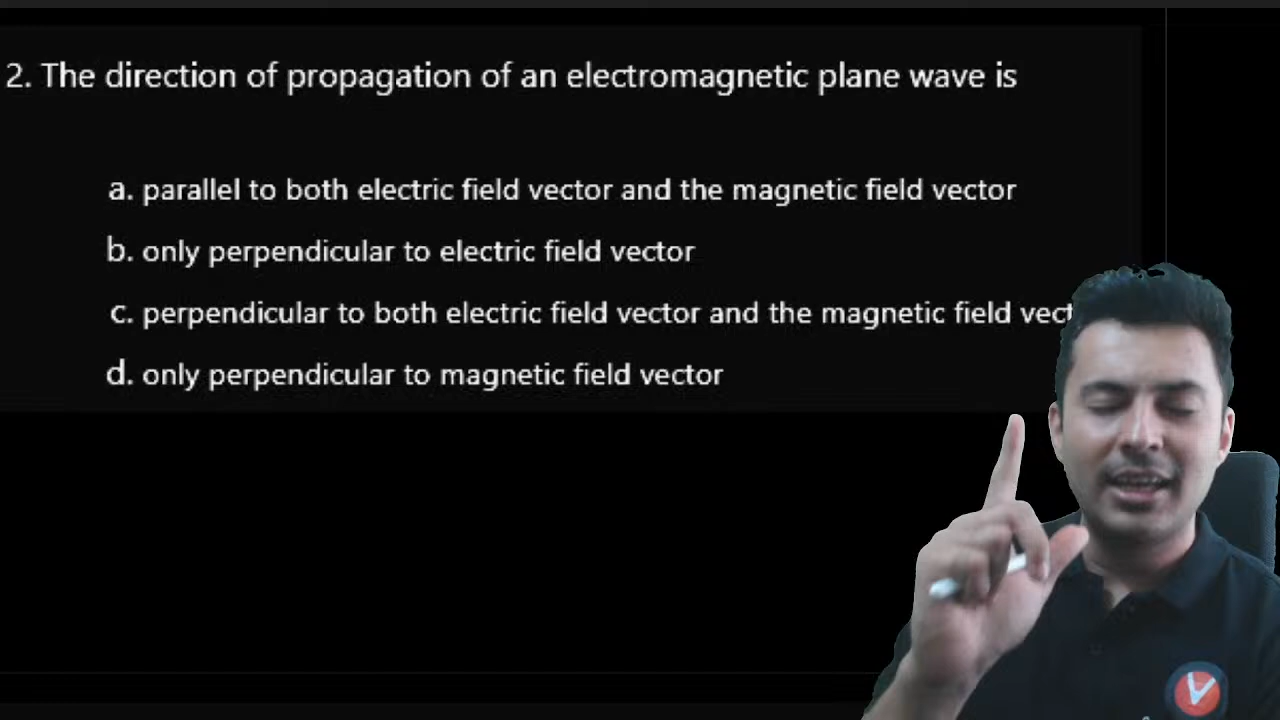 2. The direction of propagation of an electromagnetic plane wave is
a. parallel to both electric field vector and the magnetic field vector
b. only perpendicular to electric field vector
c. perpendicular to both electric field vector and the magnetic field vect
d. only perpendicular to magnetic field vector